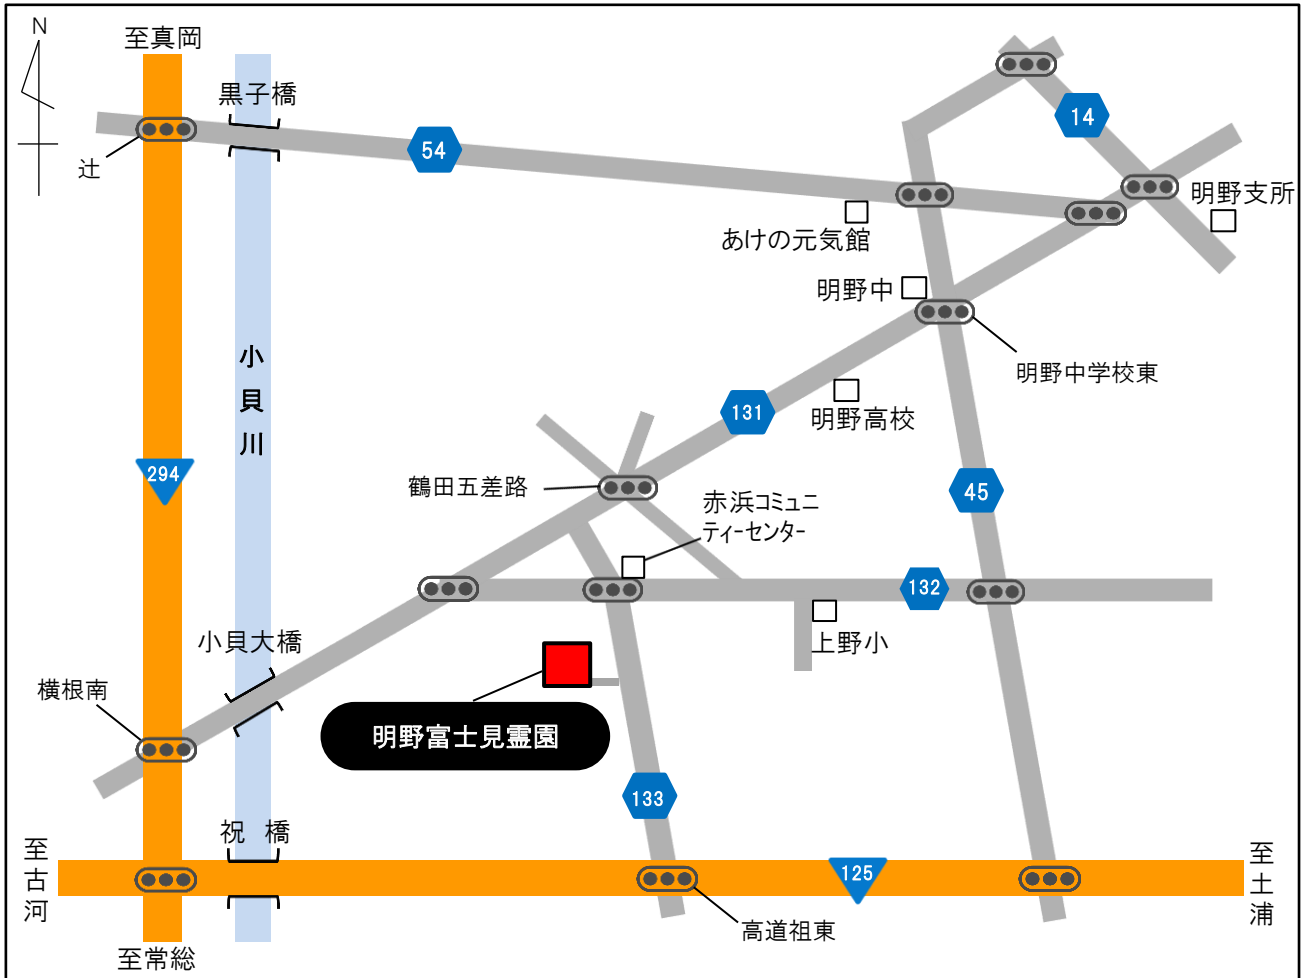 N
至真岡
黒子橋
辻
54
14
明野支所
あけの元気館
明野中
明野中学校東
小貝川
131
明野高校
294
鶴田五差路
赤浜コミュニ
ティーセンター
45
132
上野小
小貝大橋
横根南
明野富士見霊園
133
祝 橋
至古河
125
至土浦
高道祖東
至常総